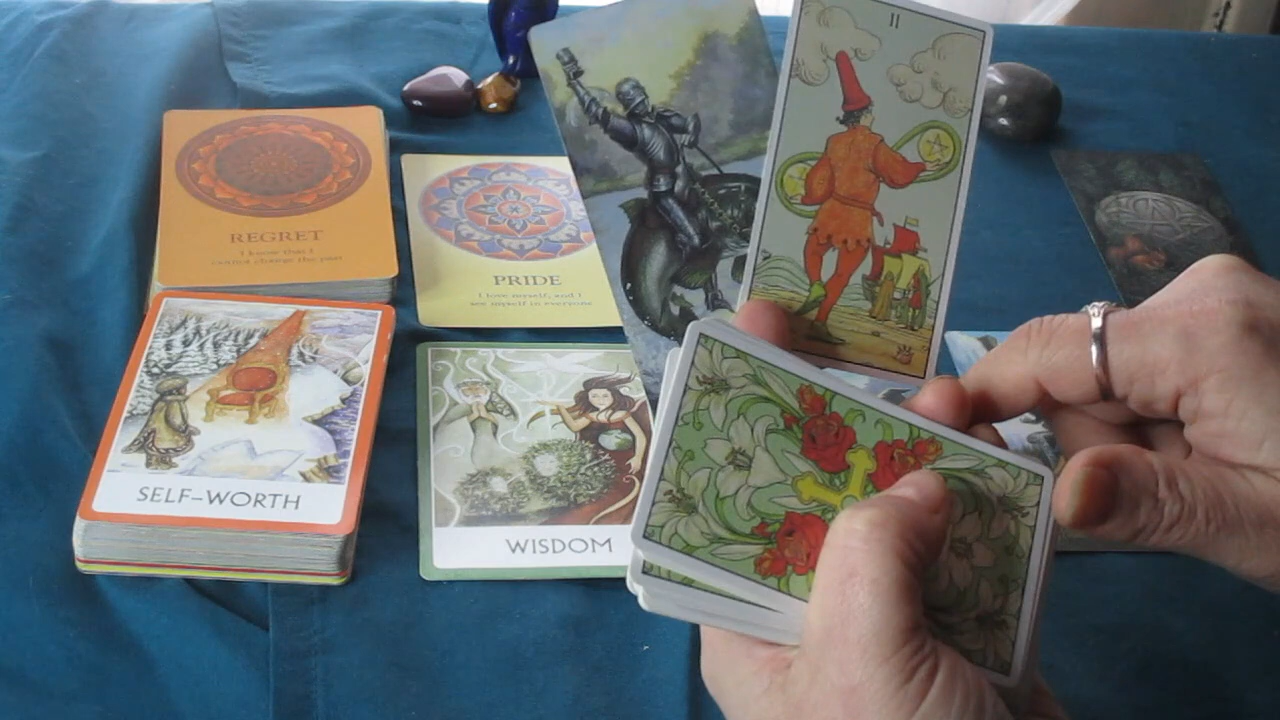 II
REGRET
I know that I
cannot change the past
PRIDE
I love myself, and I
see myself in everyone
SELF-WORTH
WISDOM